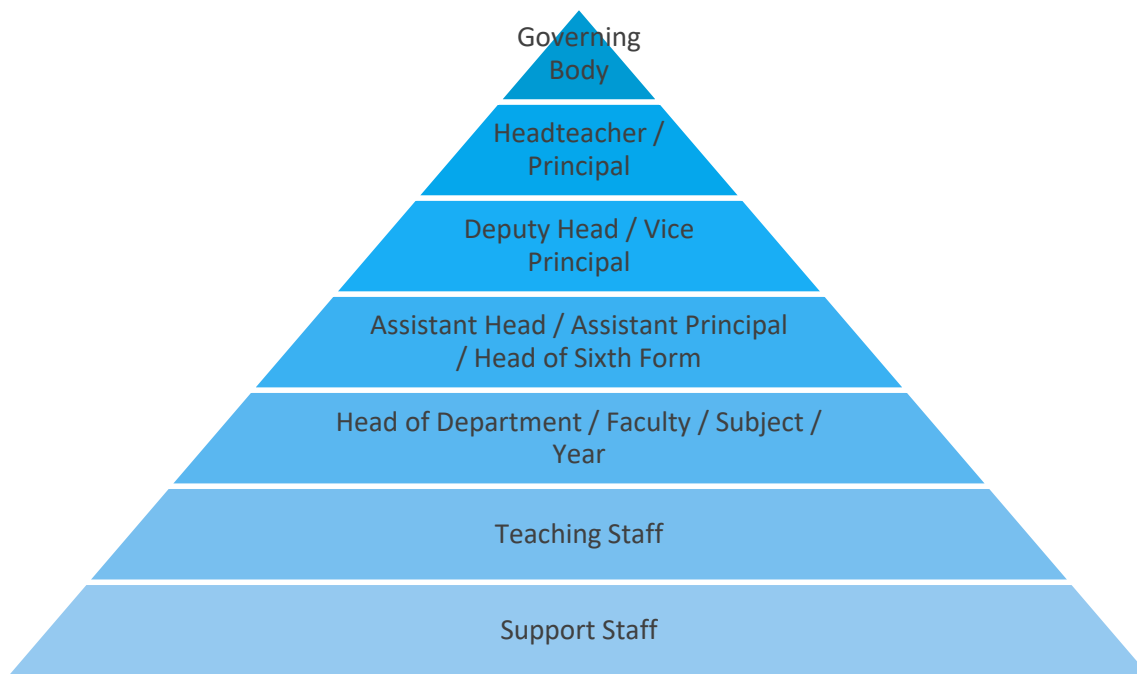 Governing
Body
Headteacher /
Principal
Deputy Head / Vice
Principal
Assistant Head / Assistant Principal
/ Head of Sixth Form
Head of Department / Faculty / Subject /
Year
Teaching Staff
Support Staff